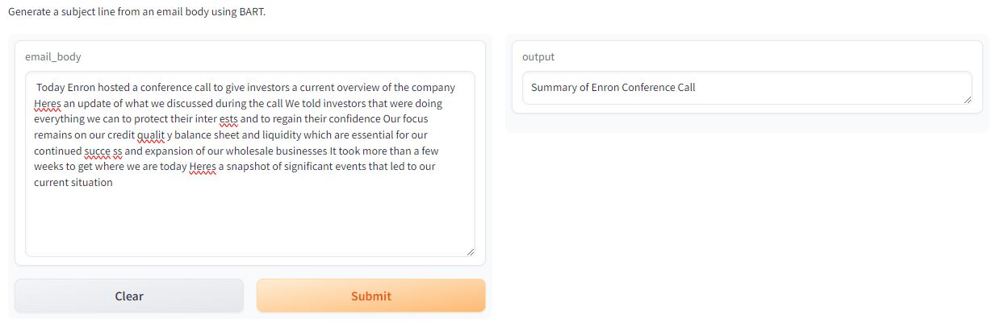 Generate a subject line from an email body using BART.
email_body
Today Enron hosted a conference call to give investors a current overview of the company
Heres an update of what we discussed during the call We told investors that were doing
everything we can to protect their inter ests and to regain their confidence Our focus
remains on our credit qualit y balance sheet and liquidity which are essential for our
continued succe ss and expansion of our wholesale businesses It took more than a few
weeks to get where we are today Heres a snapshot of significant events that led to our
current situation
Clear
Submit
output
Summary of Enron Conference Call